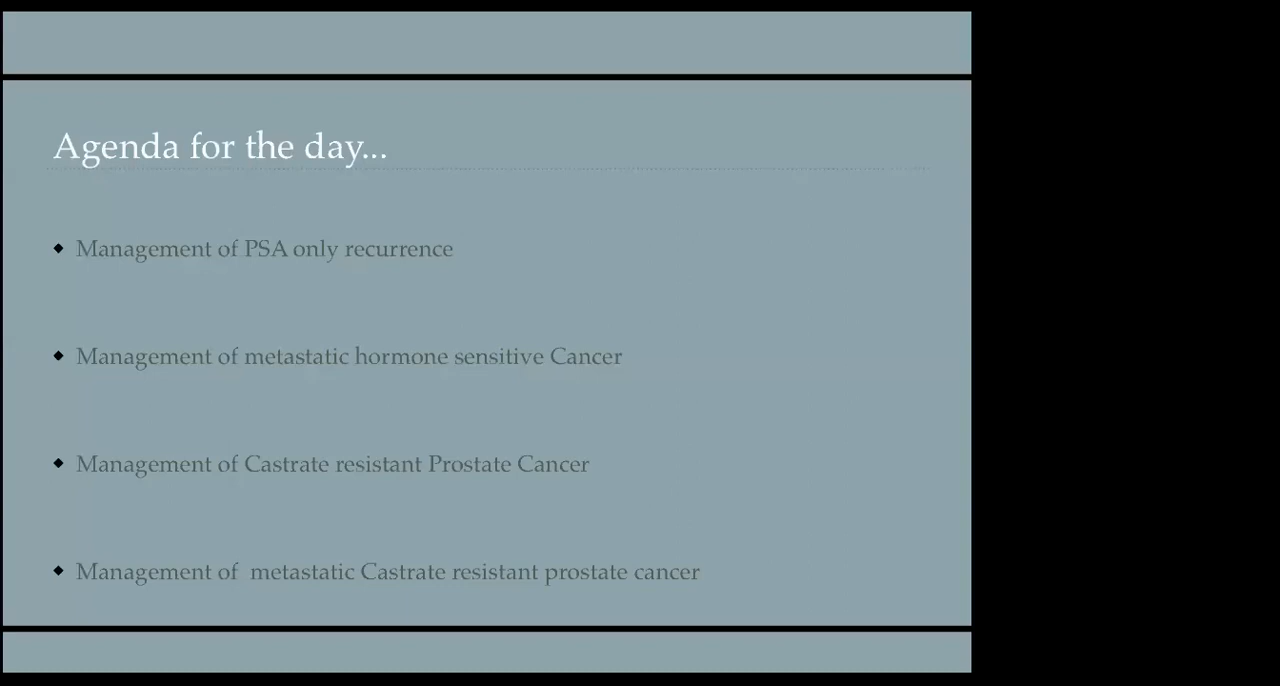 Agenda for the day...
Management of PSA only recurrence
Management of metastatic hormone sensitive Cancer
Management of Castrate resistant Prostate Cancer
Management of  metastatic Castrate resistant prostate cancer